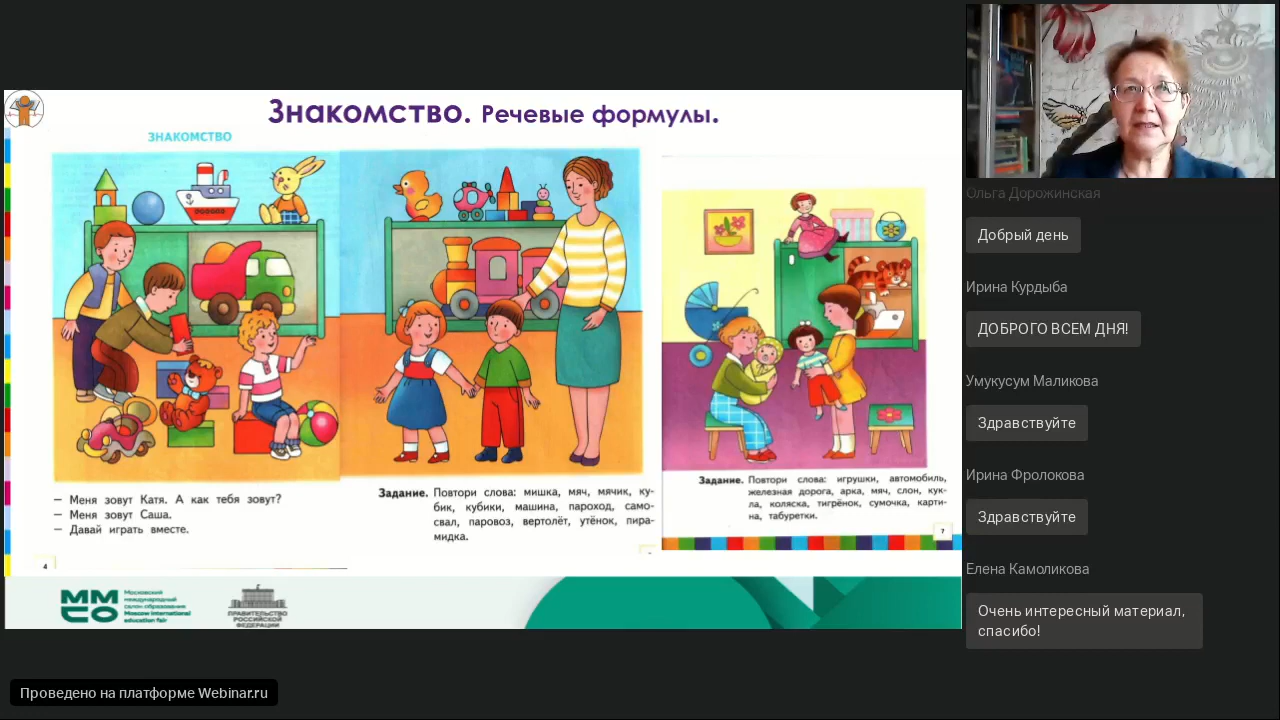 Знакомство. Речевые формулы.
ЗНАКОМСТВО
— Меня зовут Катя. А как тебя зовут?
— Меня зовут Саша.
— Давай играть вместе.
4
Задание. Повтори слова: мишка, мяч, мячик, ку-
бик, кубики, машина, пароход, само-
свал, паровоз, вертолёт, утёнок, пира-
мидка.
Задание. Повтори слова: игрушки, автомобиль,
железная дорога, арка, мяч, слон, кук-
ла, коляска, тигрёнок, сумочка, карти-
на, табуретки.
7
ММСО
Московский
международный
салон образования
Moscow international
education fair
ПРАВИТЕЛЬСТВО
РОССИЙСКОЙ
ФЕДЕРАЦИИ
Проведено на платформе Webinar.ru
Ольга Дорожинская
Добрый день
Ирина Курдыба
ДОБРОГО ВСЕМ ДНЯ!
Умукусум Маликова
Здравствуйте
Ирина Фролокова
Здравствуйте
Елена Камоликова
Очень интересный материал,
спасибо!